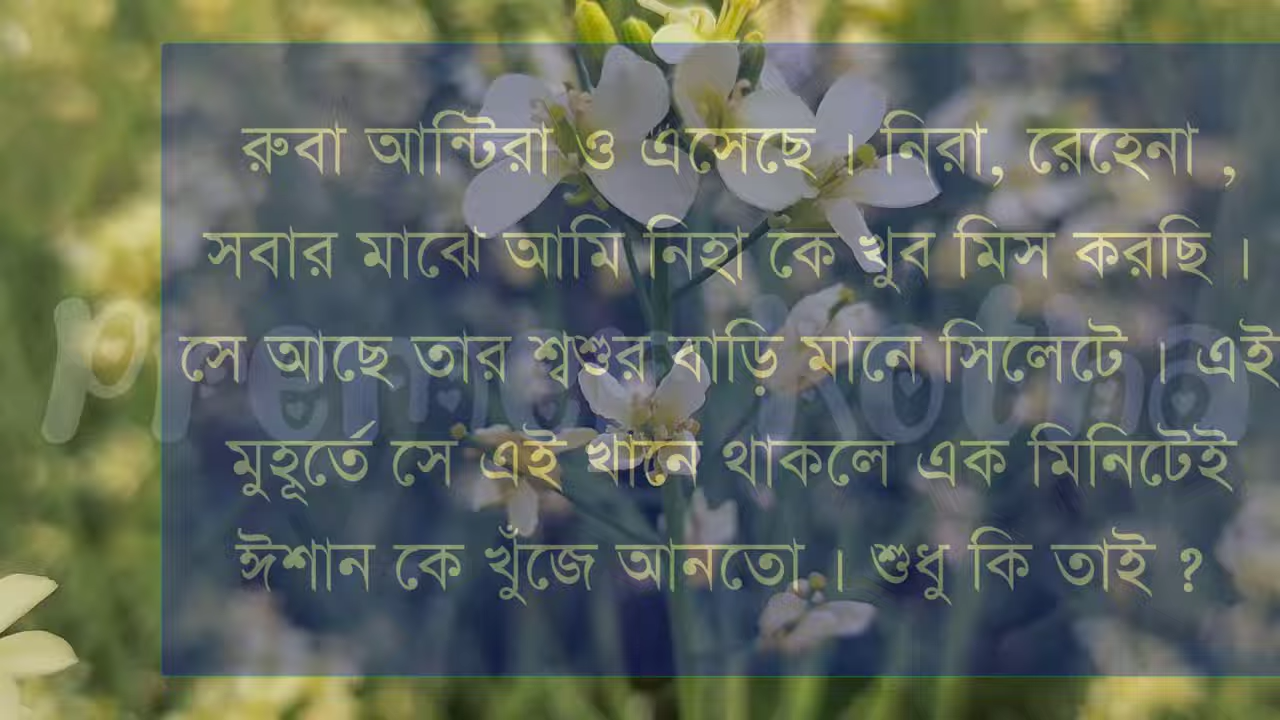 রুবা আন্টিরা ও এসেছে । নিরা, রেহেনা ,
সবার মাঝে আমি নিহা কে খুব মিস করছি ।
সে আছে তার শ্বশুর বাড়ি মানে সিলেটে । এই
মুহূর্তে সে এই খানে থাকলে এক মিনিটেই
ঈশান কে খুঁজে আনতো । শুধু কি তাই ?